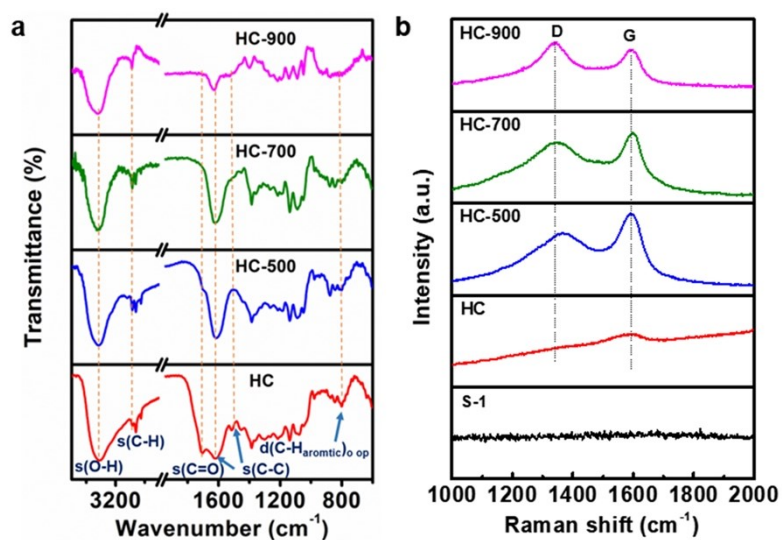 a
HC-900
HC-700
HC-500
HC
s(O-H)
s(C-H)
s(C=O)
s(C-C)
d(C-Haromtic)o op
3200
1600
1200
800
Transmittance (%)
Wavenumber (cm-1)
b
D
G
HC-900
HC-700
HC-500
HC
S-1
1000
1200
1400
1600
1800
2000
Intensity (a.u.)
Raman shift (cm-1)